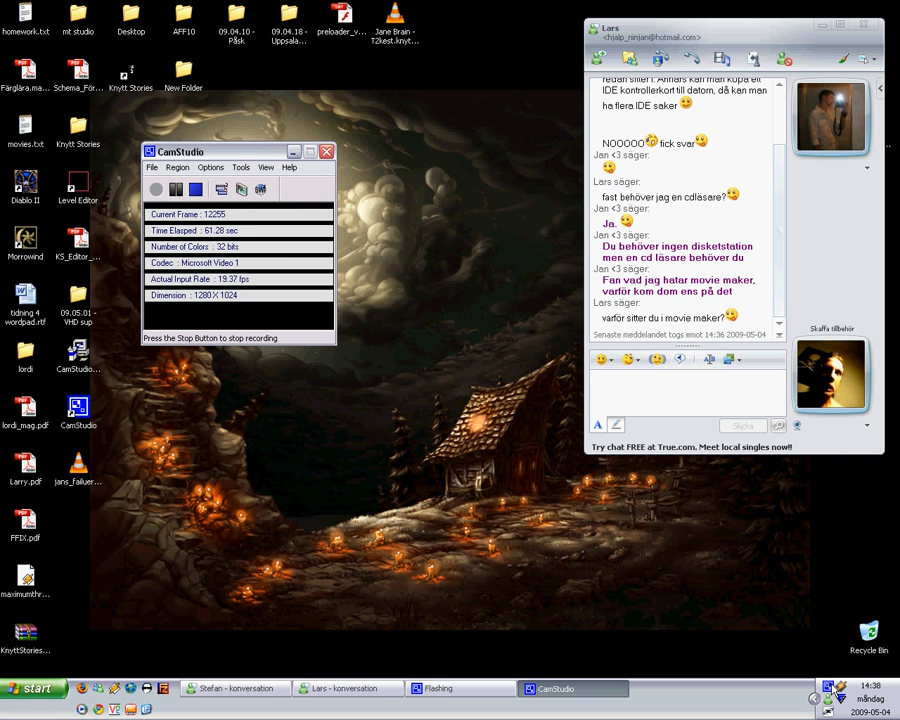 homework.txt
mt studio
Desktop
AFF10
09.04.10 -
Påsk
09.04.18 -
Uppsala...
preloader_v...
Jane Brain -
T2kest.knyt...
Färglära.ma...
Schema_För...
Knytt Stories
New Folder
movies.txt
Knytt Stories
Diablo II
Level Editor
Morrowind
KS_Editor_...
tidning 4
wordpad.rtf
09.05.01 -
VHD sup
lordi
CamStudio...
lordi_mag.pdf
CamStudio
Larry.pdf
jans_failuer...
FFIX.pdf
maximumthr...
KnyttStories...
Recycle Bin
CamStudio
File Region Options Tools View Help
Current Frame : 12255
Time Elasped : 61.28 sec
Number of Colors : 32 bits
Codec : Microsoft Video 1
Actual Input Rate : 19.37 fps
Dimension : 1280 X 1024
Press the Stop Button to stop recording
Lars
<hjalp_ninjan@hotmail.com>
redan sitter i. Annars kan man köpa ett
IDE kontrollerkort till datorn, då kan man
ha flera IDE saker
NOOOOO fick svar
Jan <3 säger:
Lars säger:
fast behöver jag en cdläsare?
Jan <3 säger:
Ja.
Jan <3 säger:
Du behöver ingen disketstation
men en cd läsare behöver du
Jan <3 säger:
Fan vad jag hatar movie maker,
varför kom dom ens på det
Lars säger:
varför sitter du i movie maker?
Senaste meddelandet togs emot 14:36 2009-05-04
Skaffa tillbehör
Skicka
Try chat FREE at True.com. Meet local singles now!!
start
Stefan - konversation
Lars - konversation
Flashing
CamStudio
14:38
måndag
2009-05-04